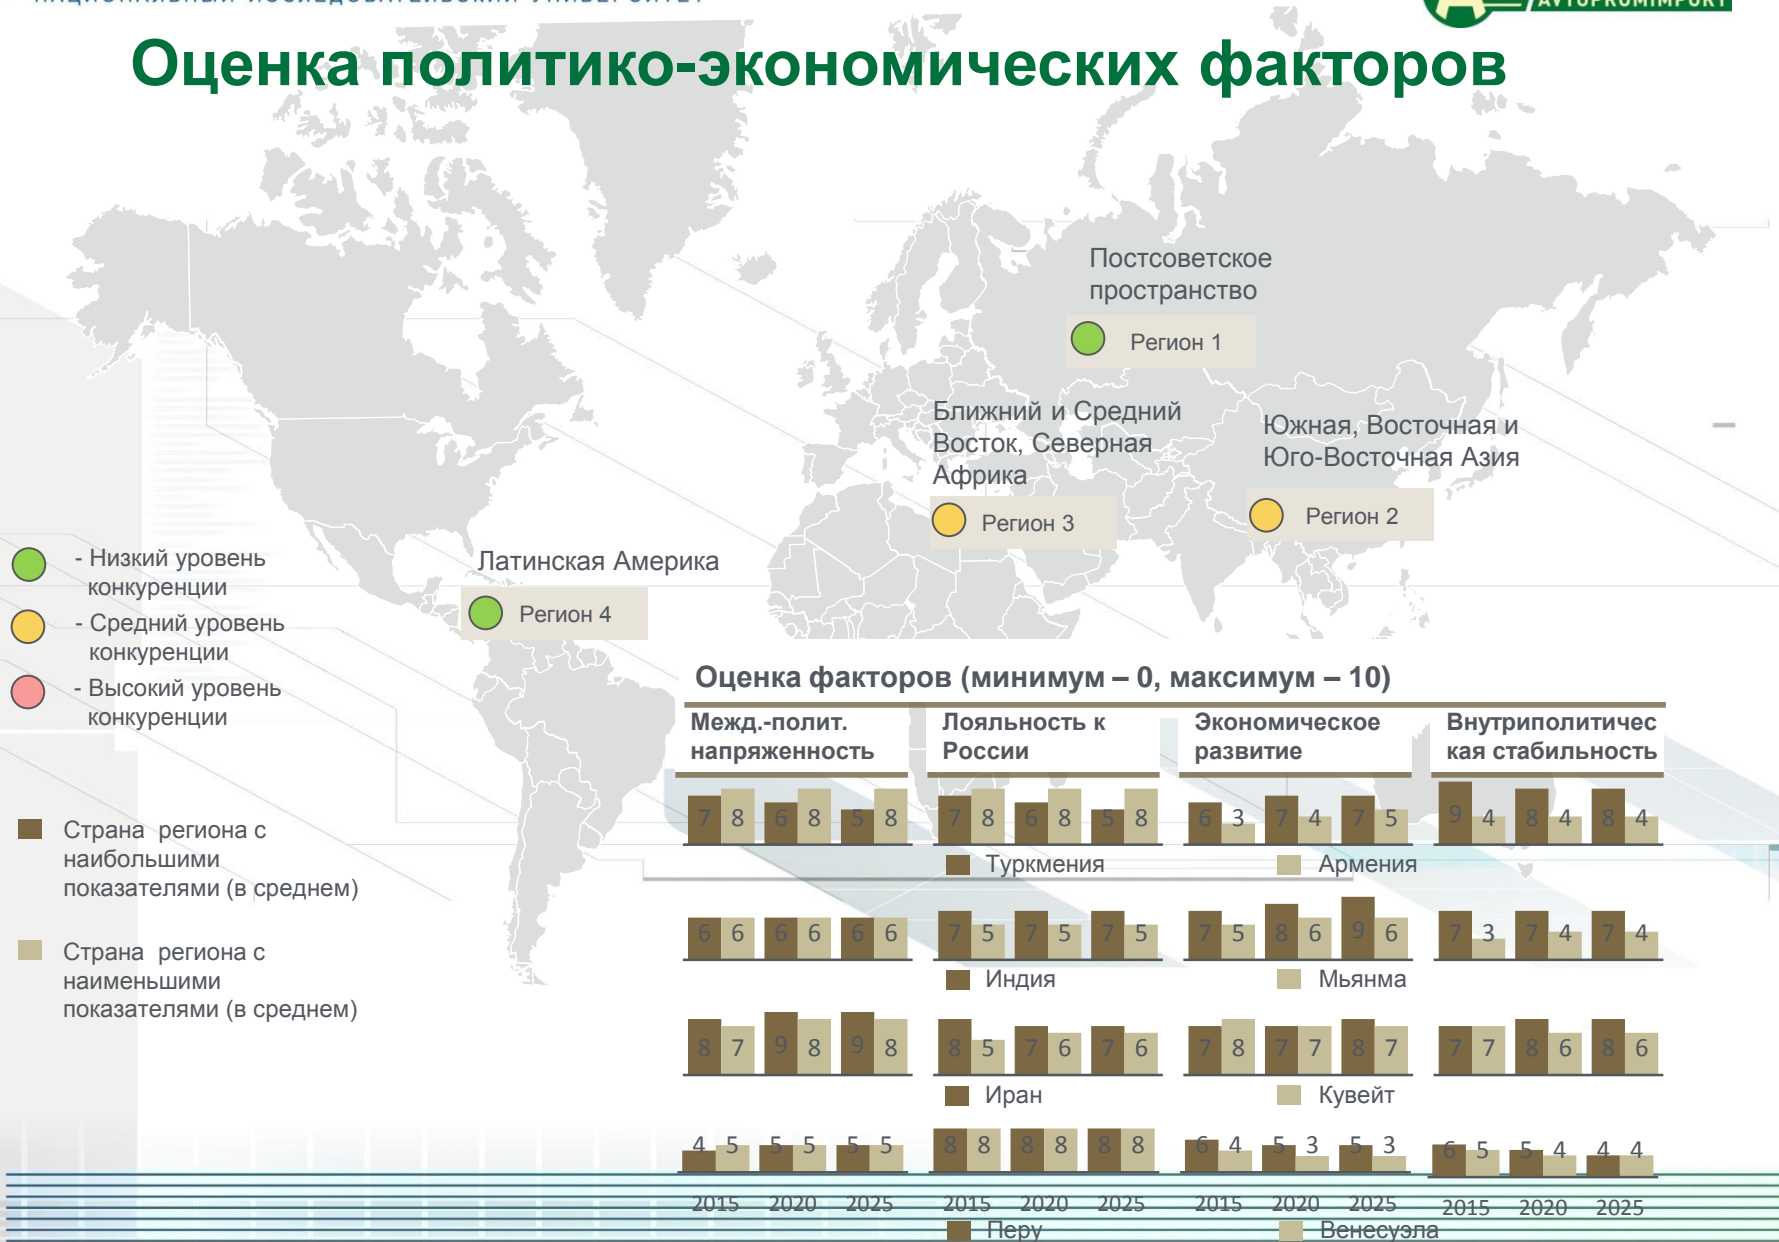 НАЦИОНАЛЬНЫЙ ИССЛЕДОВАТЕЛЬСКИЙ УНИВЕРСИТЕТ
AVTOPROMIMPORT
Оценка политико-экономических факторов
Постсоветское
пространство
Регион 1
Ближний и Средний
Восток, Северная
Африка
Регион 3
Южная, Восточная и
Юго-Восточная Азия
Регион 2
Латинская Америка
Регион 4
- Низкий уровень
конкуренции
- Средний уровень
конкуренции
- Высокий уровень
конкуренции
Страна региона с
наибольшими
показателями (в среднем)
Страна региона с
наименьшими
показателями (в среднем)
Оценка факторов (минимум – 0, максимум – 10)
Межд.-полит.
напряженность
Лояльность к
России
Экономическое
развитие
Внутриполитичес
кая стабильность
7 8 6 8 5 8 7 8 6 8 5 8 6 3 7 4 7 5 9 4 8 4 8 4
Туркмения Армения
6 6 6 6 6 6 7 5 7 5 7 5 7 5 8 6 9 6 7 3 7 4 7 4
Индия Мьянма
8 7 9 8 9 8 8 5 7 6 7 6 7 8 7 7 8 7 7 7 8 6 8 6
Иран Кувейт
4 5 5 5 5 5 8 8 8 8 8 8 6 4 5 3 5 3 6 5 5 4 4 4
2015 2020 2025 2015 2020 2025 2015 2020 2025 2015 2020 2025
Перу Венесуэла